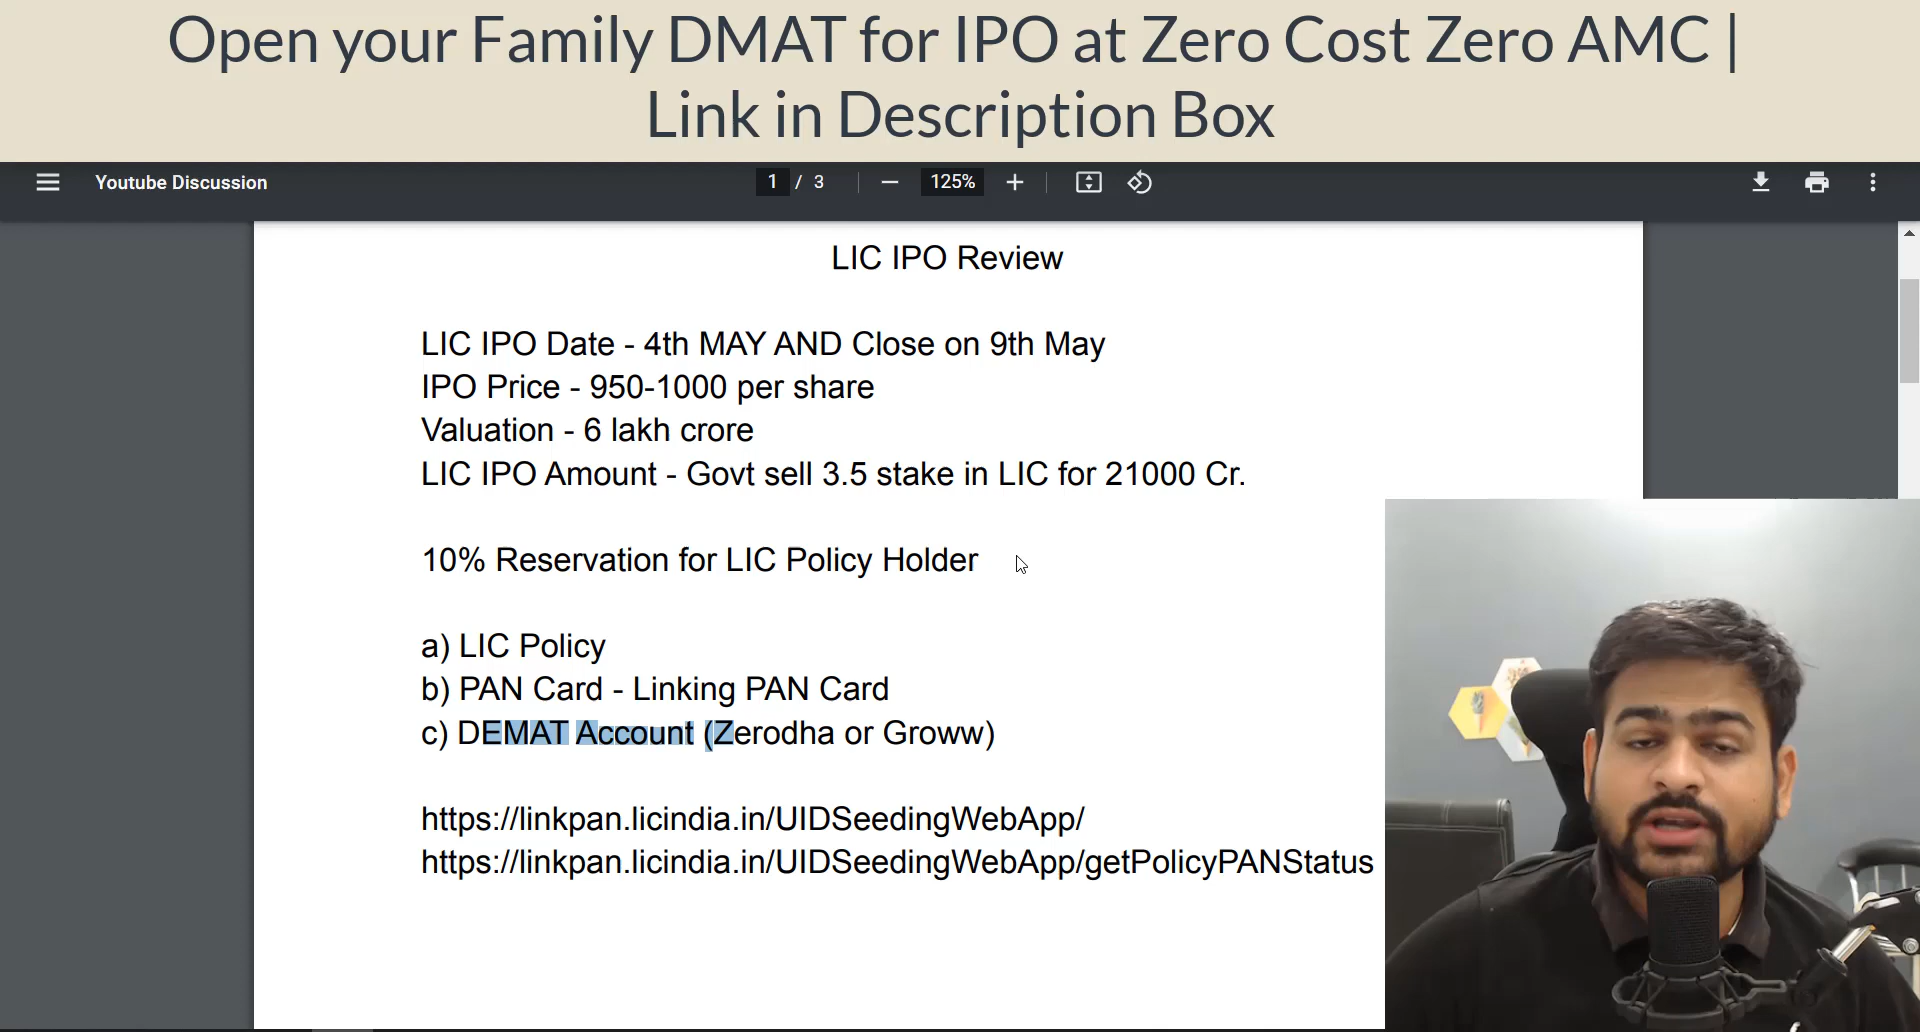 Open your Family DMAT for IPO at Zero Cost Zero AMC |
Link in Description Box
Youtube Discussion
1 / 3
125%
LIC IPO Review
LIC IPO Date - 4th MAY AND Close on 9th May
IPO Price - 950-1000 per share
Valuation - 6 lakh crore
LIC IPO Amount - Govt sell 3.5 stake in LIC for 21000 Cr.
10% Reservation for LIC Policy Holder
a) LIC Policy
b) PAN Card - Linking PAN Card
c) DEMAT Account (Zerodha or Groww)
https://linkpan.licindia.in/UIDSeedingWebApp/
https://linkpan.licindia.in/UIDSeedingWebApp/getPolicyPANStatus